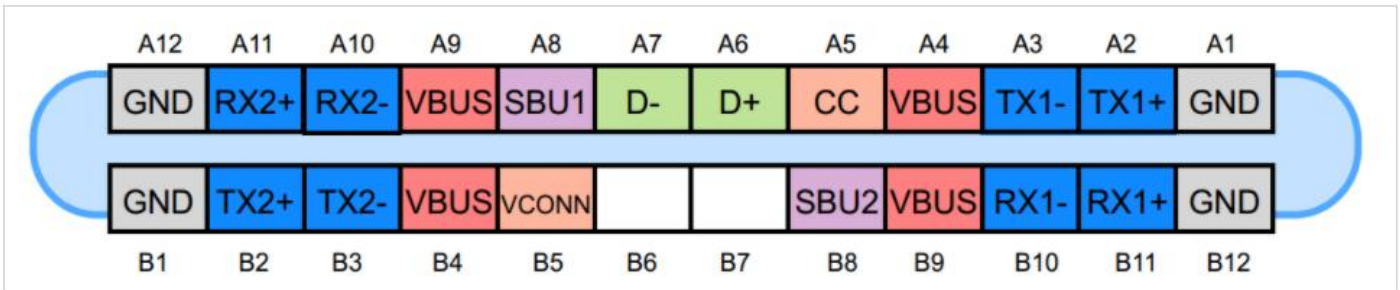 A12 A11 A10 A9 A8 A7 A6 A5 A4 A3 A2 A1
GND RX2+ RX2- VBUS SBU1 D- D+ CC VBUS TX1- TX1+ GND
GND TX2+ TX2- VBUS VCONN SBU2 VBUS RX1- RX1+ GND
B1 B2 B3 B4 B5 B6 B7 B8 B9 B10 B11 B12